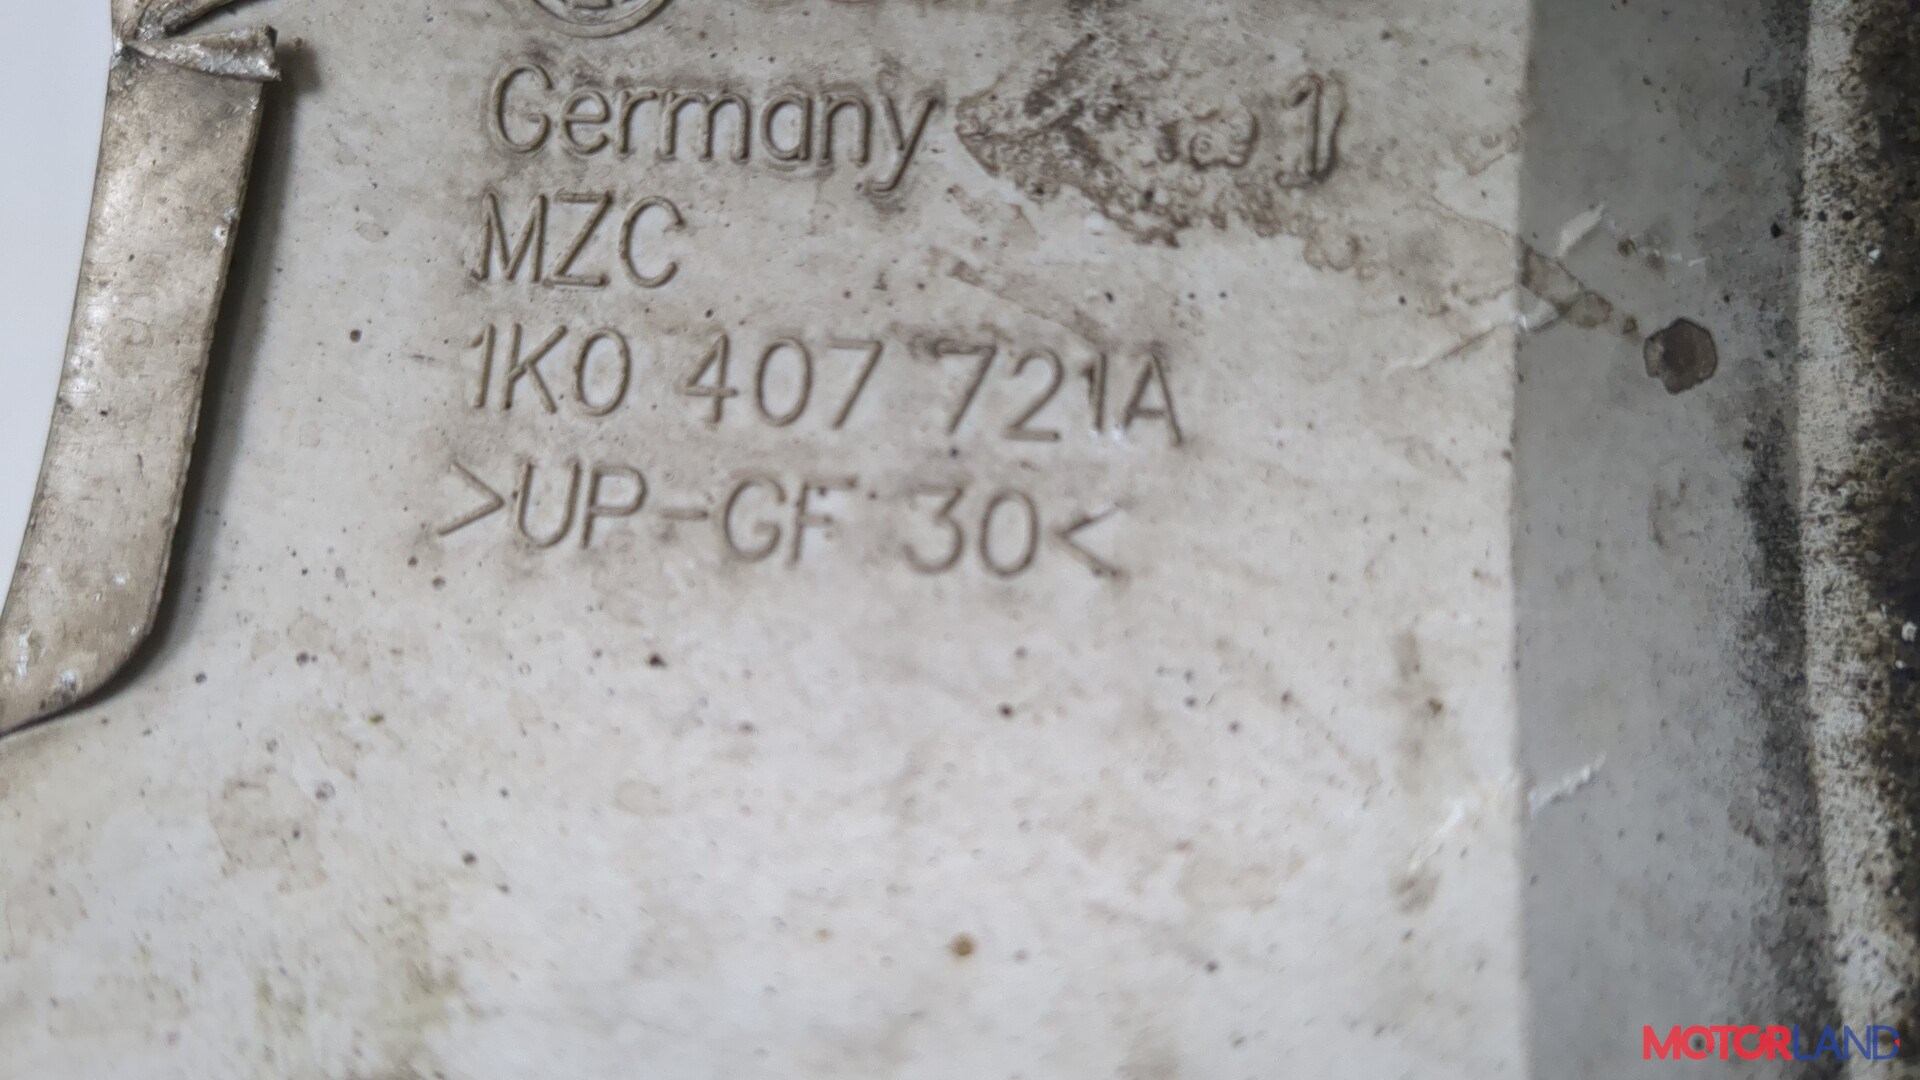 Germany
MZC
1K0 407 721A
>UP-GF 30<
MOTORLAND